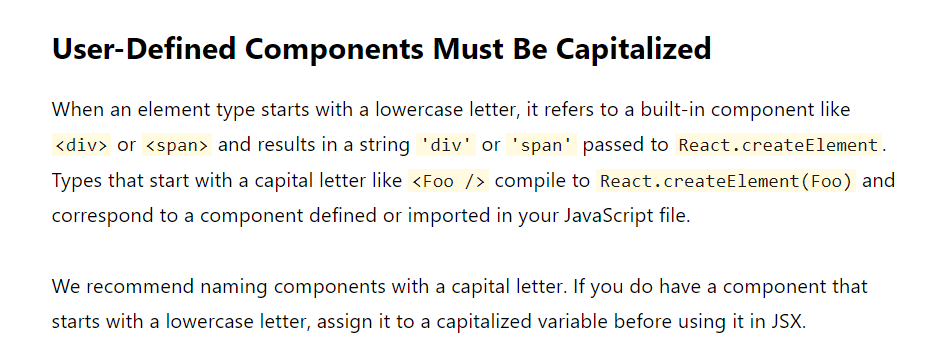 User-Defined Components Must Be Capitalized
When an element type starts with a lowercase letter, it refers to a built-in component like
<div> or <span> and results in a string 'div' or 'span' passed to React.createElement.
Types that start with a capital letter like <Foo /> compile to React.createElement(Foo) and
correspond to a component defined or imported in your JavaScript file.
We recommend naming components with a capital letter. If you do have a component that
starts with a lowercase letter, assign it to a capitalized variable before using it in JSX.